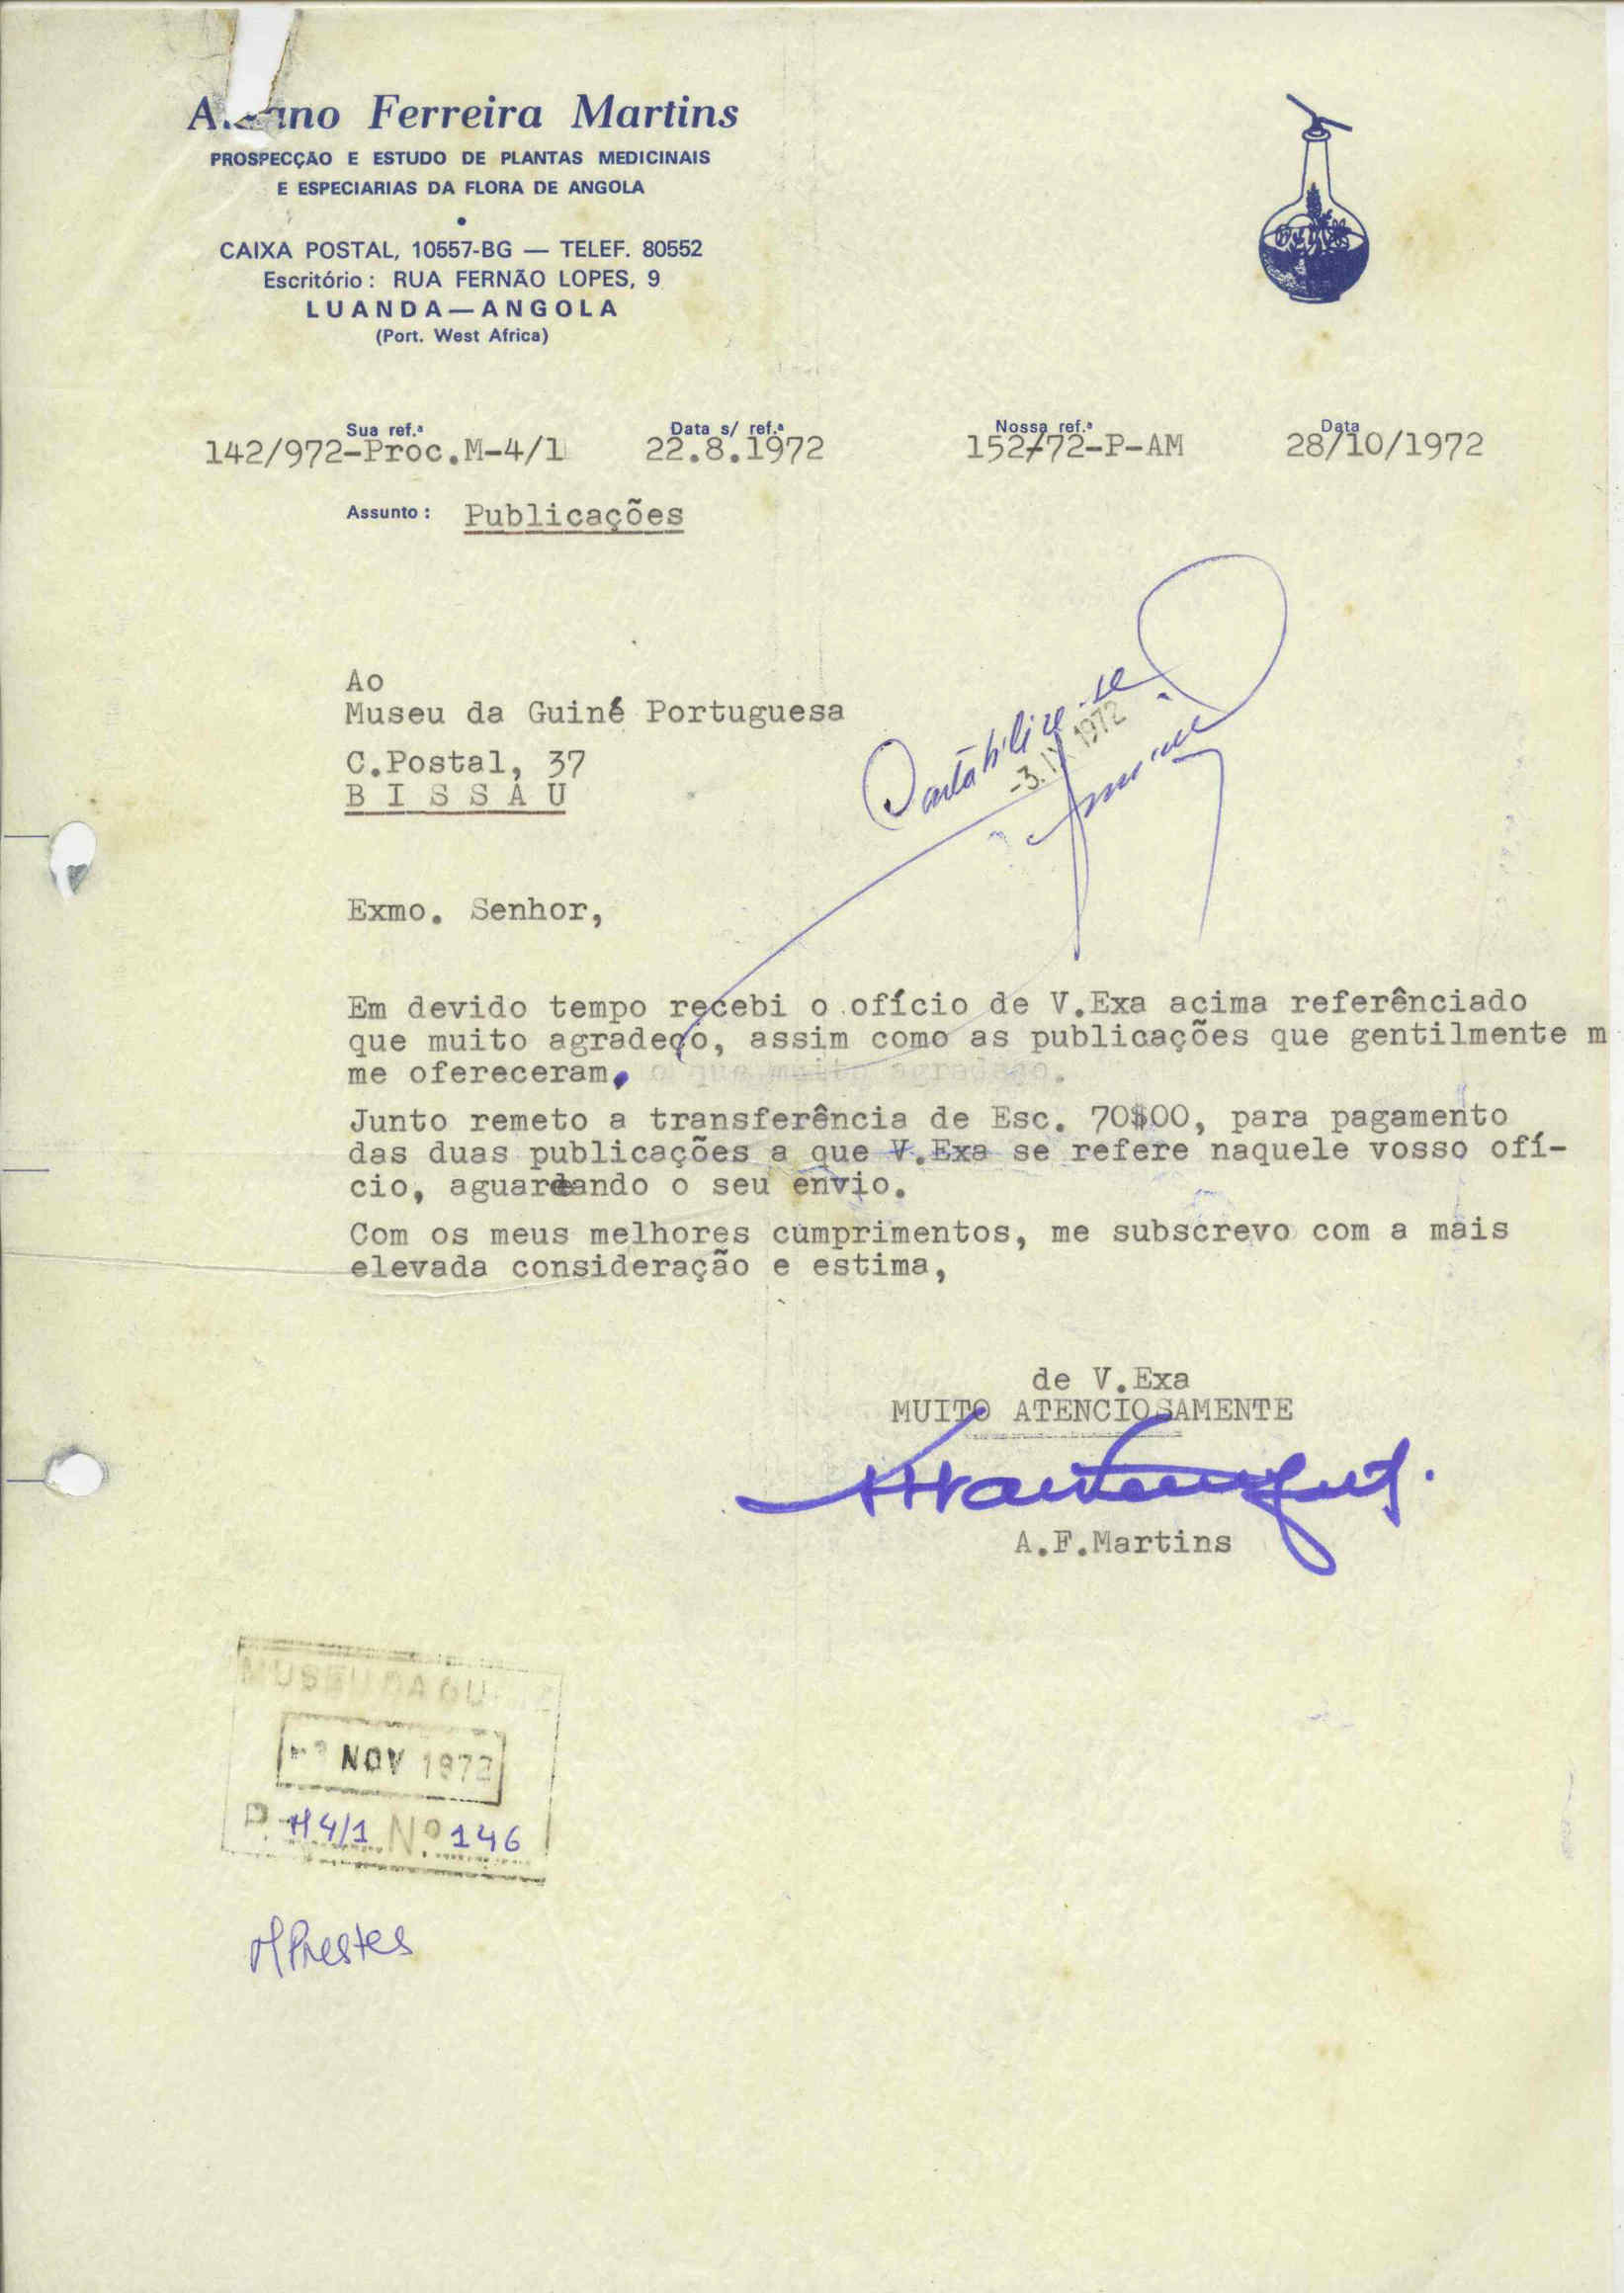 Ferreira Martins
PROSPECÇÃO E ESTUDO DE PLANTAS MEDICINAIS
E ESPECIARIAS DA FLORA DE ANGOLA
CAIXA POSTAL, 10557-BG — TELEF. 80552
Escritório : RUA FERNÃO LOPES, 9
LUANDA—ANGOLA
(Port. West Africa)
Sua ref.ª Data s/ ref.ª Nossa ref.ª Data
142/972-Proc.M-4/1 22.8.1972 152/72-P-AM 28/10/1972
Assunto : Publicações
Ao
Museu da Guiné Portuguesa
C.Postal, 37
B I S S A U
Contabilize-se
1972
Exmo. Senhor,
Em devido tempo recebi o ofício de V.Exa acima referênciado
que muito agradeço, assim como as publicações que gentilmente m
me ofereceram. o que muito agradeço.
Junto remeto a transferência de Esc. 70$00, para pagamento
das duas publicações a que V.Exa se refere naquele vosso ofí-
cio, aguardando o seu envio.
Com os meus melhores cumprimentos, me subscrevo com a mais
elevada consideração e estima,
de V.Exa
MUITO ATENCIOSAMENTE
A.F.Martins
MUSEU DA GU
NOV 1972
P. M4/1 Nº 146
MPrestes